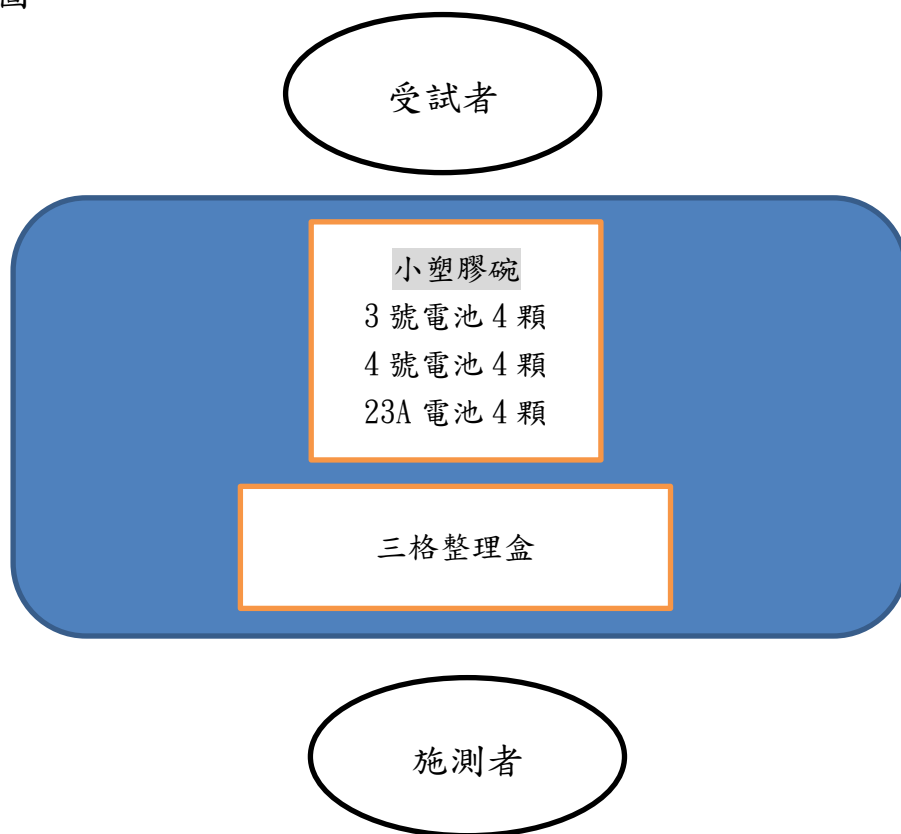 圖
受試者
小塑膠碗
3 號電池 4 顆
4 號電池 4 顆
23A 電池 4 顆
三格整理盒
施測者